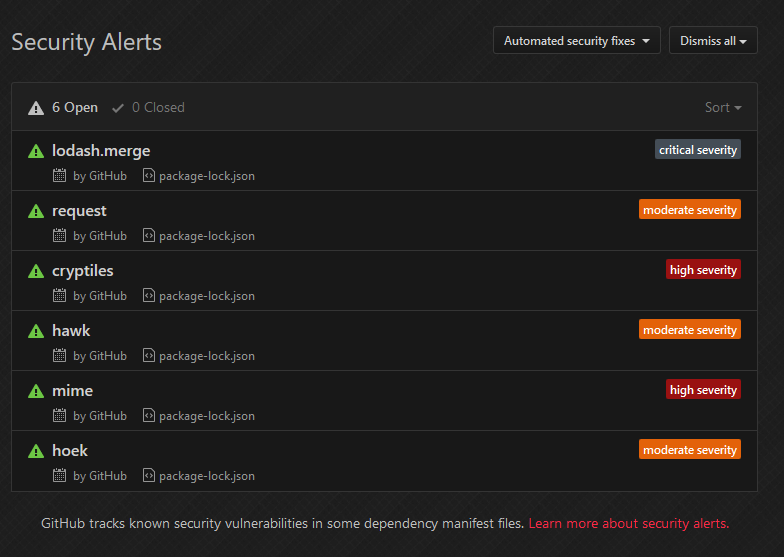 Security Alerts
Automated security fixes
Dismiss all
6 Open
0 Closed
Sort
lodash.merge
critical severity
by GitHub
package-lock.json
request
moderate severity
by GitHub
package-lock.json
cryptiles
high severity
by GitHub
package-lock.json
hawk
moderate severity
by GitHub
package-lock.json
mime
high severity
by GitHub
package-lock.json
hoek
moderate severity
by GitHub
package-lock.json
GitHub tracks known security vulnerabilities in some dependency manifest files. Learn more about security alerts.